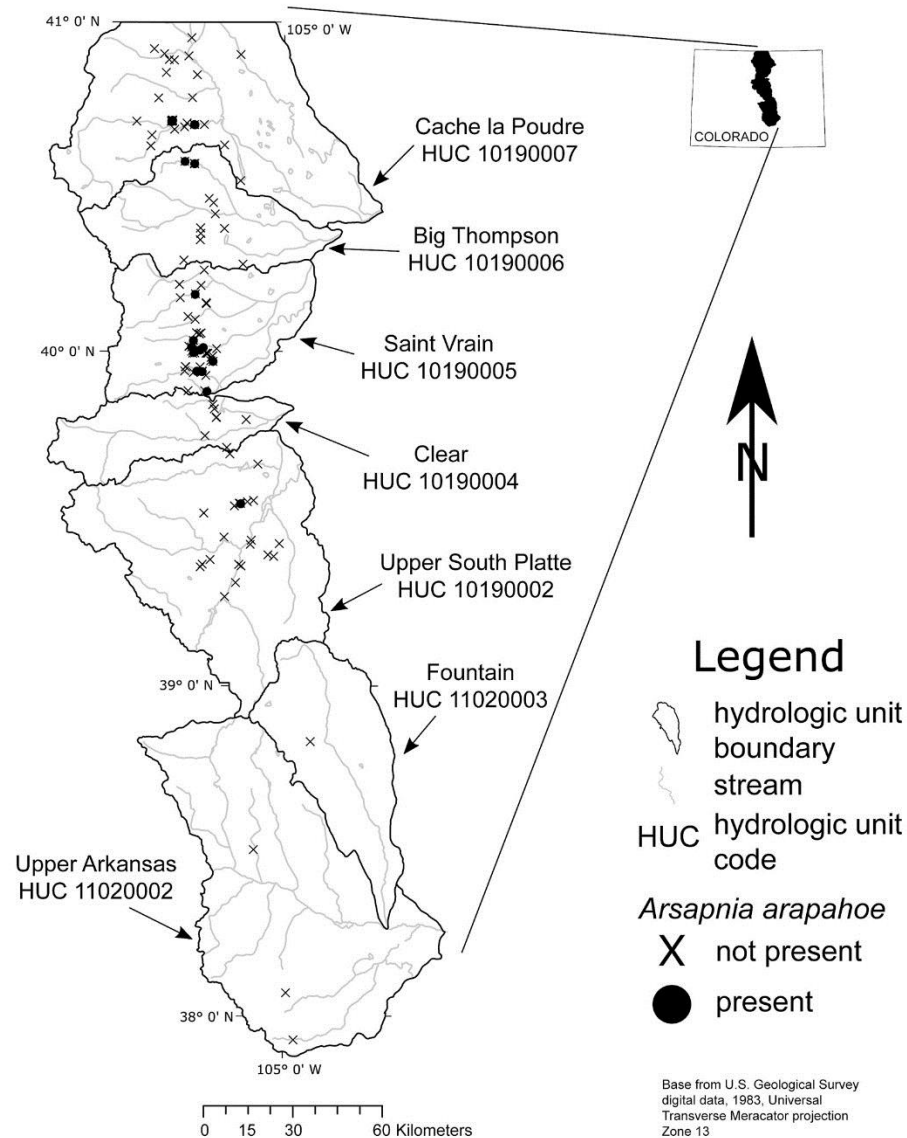 41° 0' N
105° 0' W
COLORADO
Cache la Poudre
HUC 10190007
Big Thompson
HUC 10190006
40° 0' N
Saint Vrain
HUC 10190005
Clear
HUC 10190004
N
Upper South Platte
HUC 10190002
39° 0' N
Fountain
HUC 11020003
Upper Arkansas
HUC 11020002
38° 0' N
105° 0' W
0 15 30 60 Kilometers
Legend
hydrologic unit
boundary
stream
HUC hydrologic unit
code
Arsapnia arapahoe
X not present
present
Base from U.S. Geological Survey
digital data, 1983, Universal
Transverse Meracator projection
Zone 13